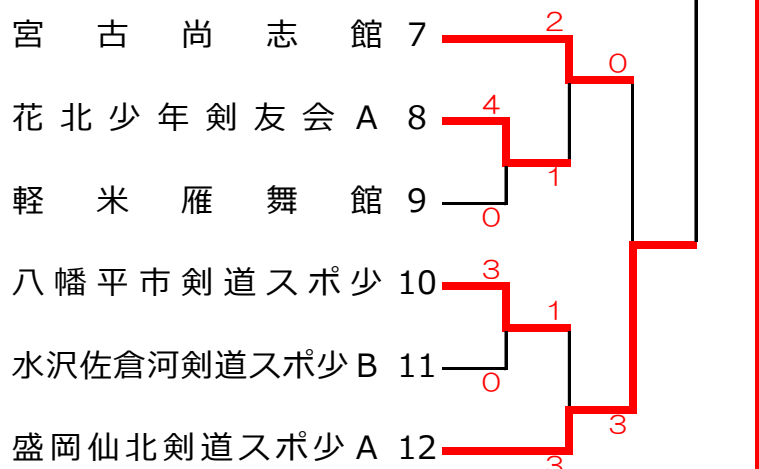 2
宮古尚志館 7
0
4
花北少年剣友会A 8
1
軽米雁舞館 9
0
3
八幡平市剣道スポ少 10
1
水沢佐倉河剣道スポ少B 11
0
3
盛岡仙北剣道スポ少A 12
3